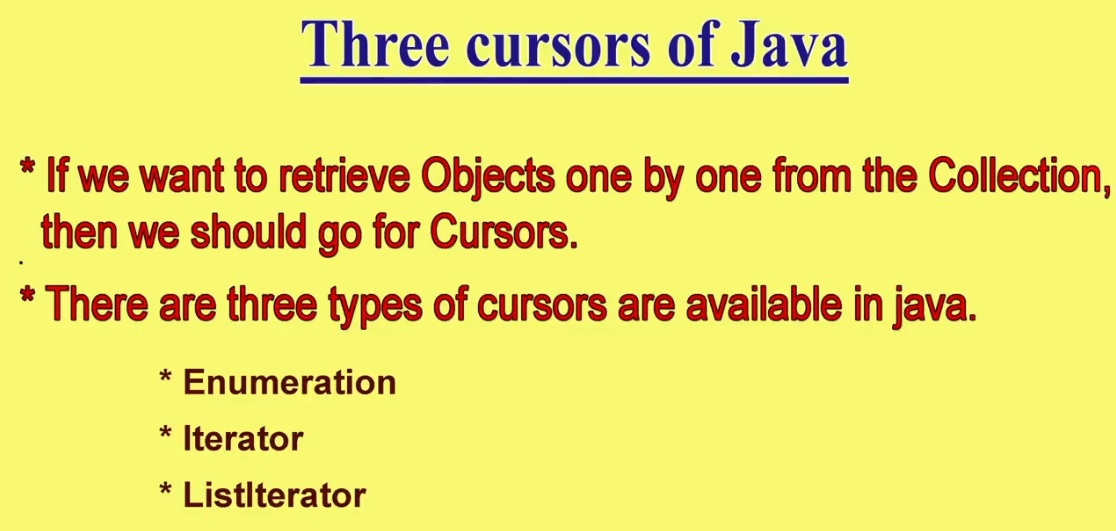 Three cursors of Java
* If we want to retrieve Objects one by one from the Collection,
then we should go for Cursors.
* There are three types of cursors are available in java.
* Enumeration
* Iterator
* ListIterator